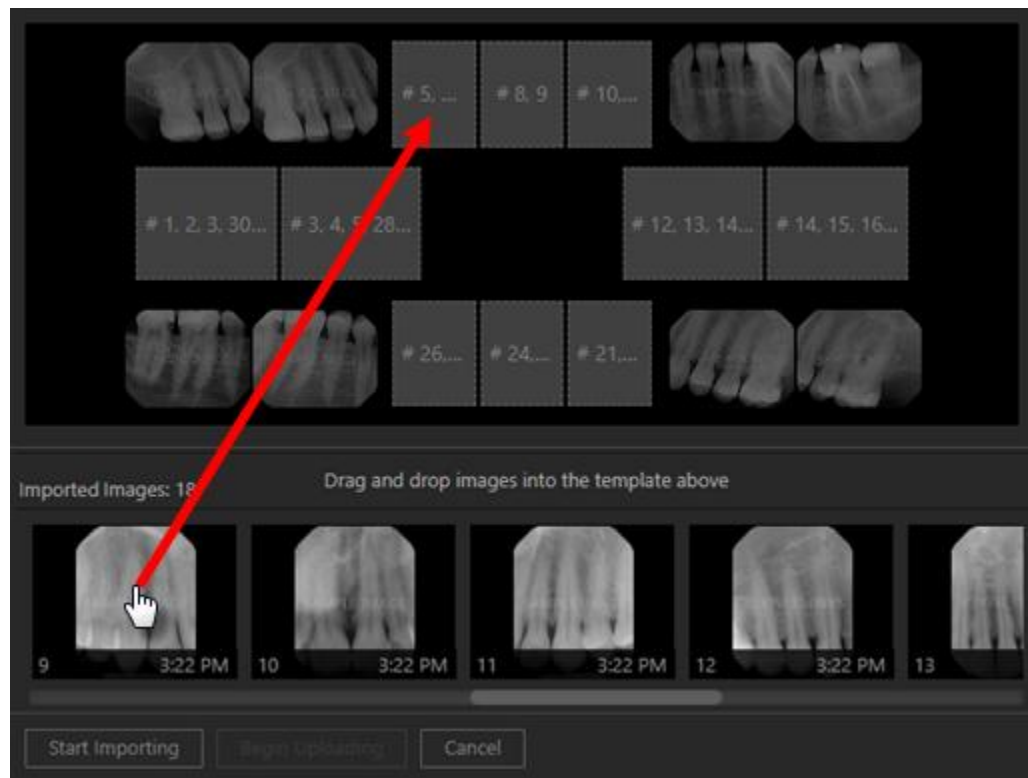 # 5, ...
# 8, 9
# 10,...
# 1, 2, 3, 30...
# 3, 4, 5, 28...
# 12, 13, 14...
# 14, 15, 16...
# 26,...
# 24,...
# 21,...
Imported Images: 18
Drag and drop images into the template above
9 3:22 PM
10 3:22 PM
11 3:22 PM
12 3:22 PM
13
Start Importing
Begin Uploading
Cancel